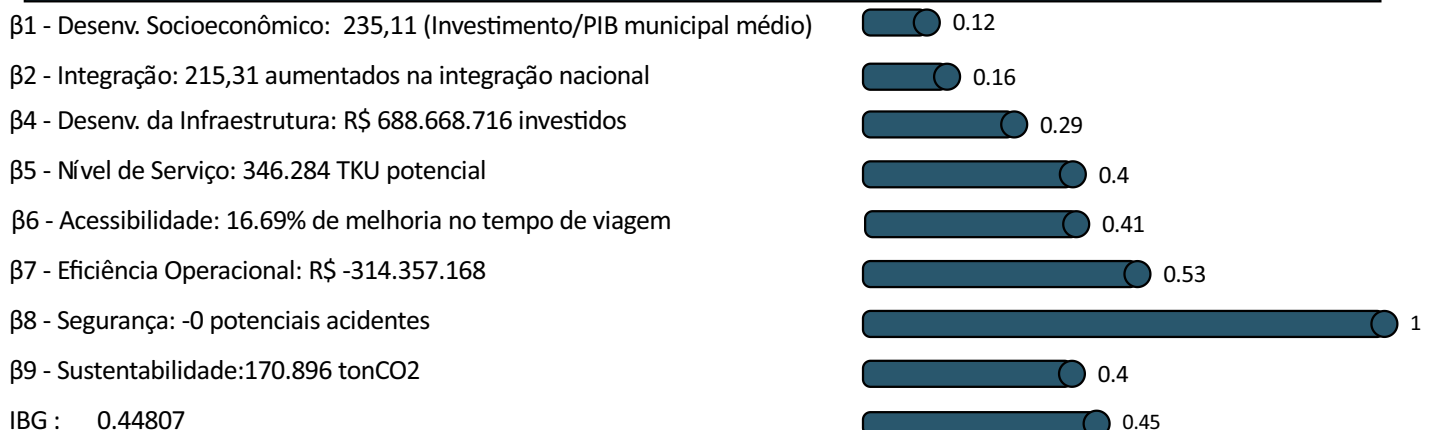 β1 - Desenv. Socioeconômico: 235,11 (Investimento/PIB municipal médio) 0.12
β2 - Integração: 215,31 aumentados na integração nacional 0.16
β4 - Desenv. da Infraestrutura: R$ 688.668.716 investidos 0.29
β5 - Nível de Serviço: 346.284 TKU potencial 0.4
β6 - Acessibilidade: 16.69% de melhoria no tempo de viagem 0.41
β7 - Eficiência Operacional: R$ -314.357.168 0.53
β8 - Segurança: -0 potenciais acidentes 1
β9 - Sustentabilidade:170.896 tonCO2 0.4
IBG : 0.44807 0.45